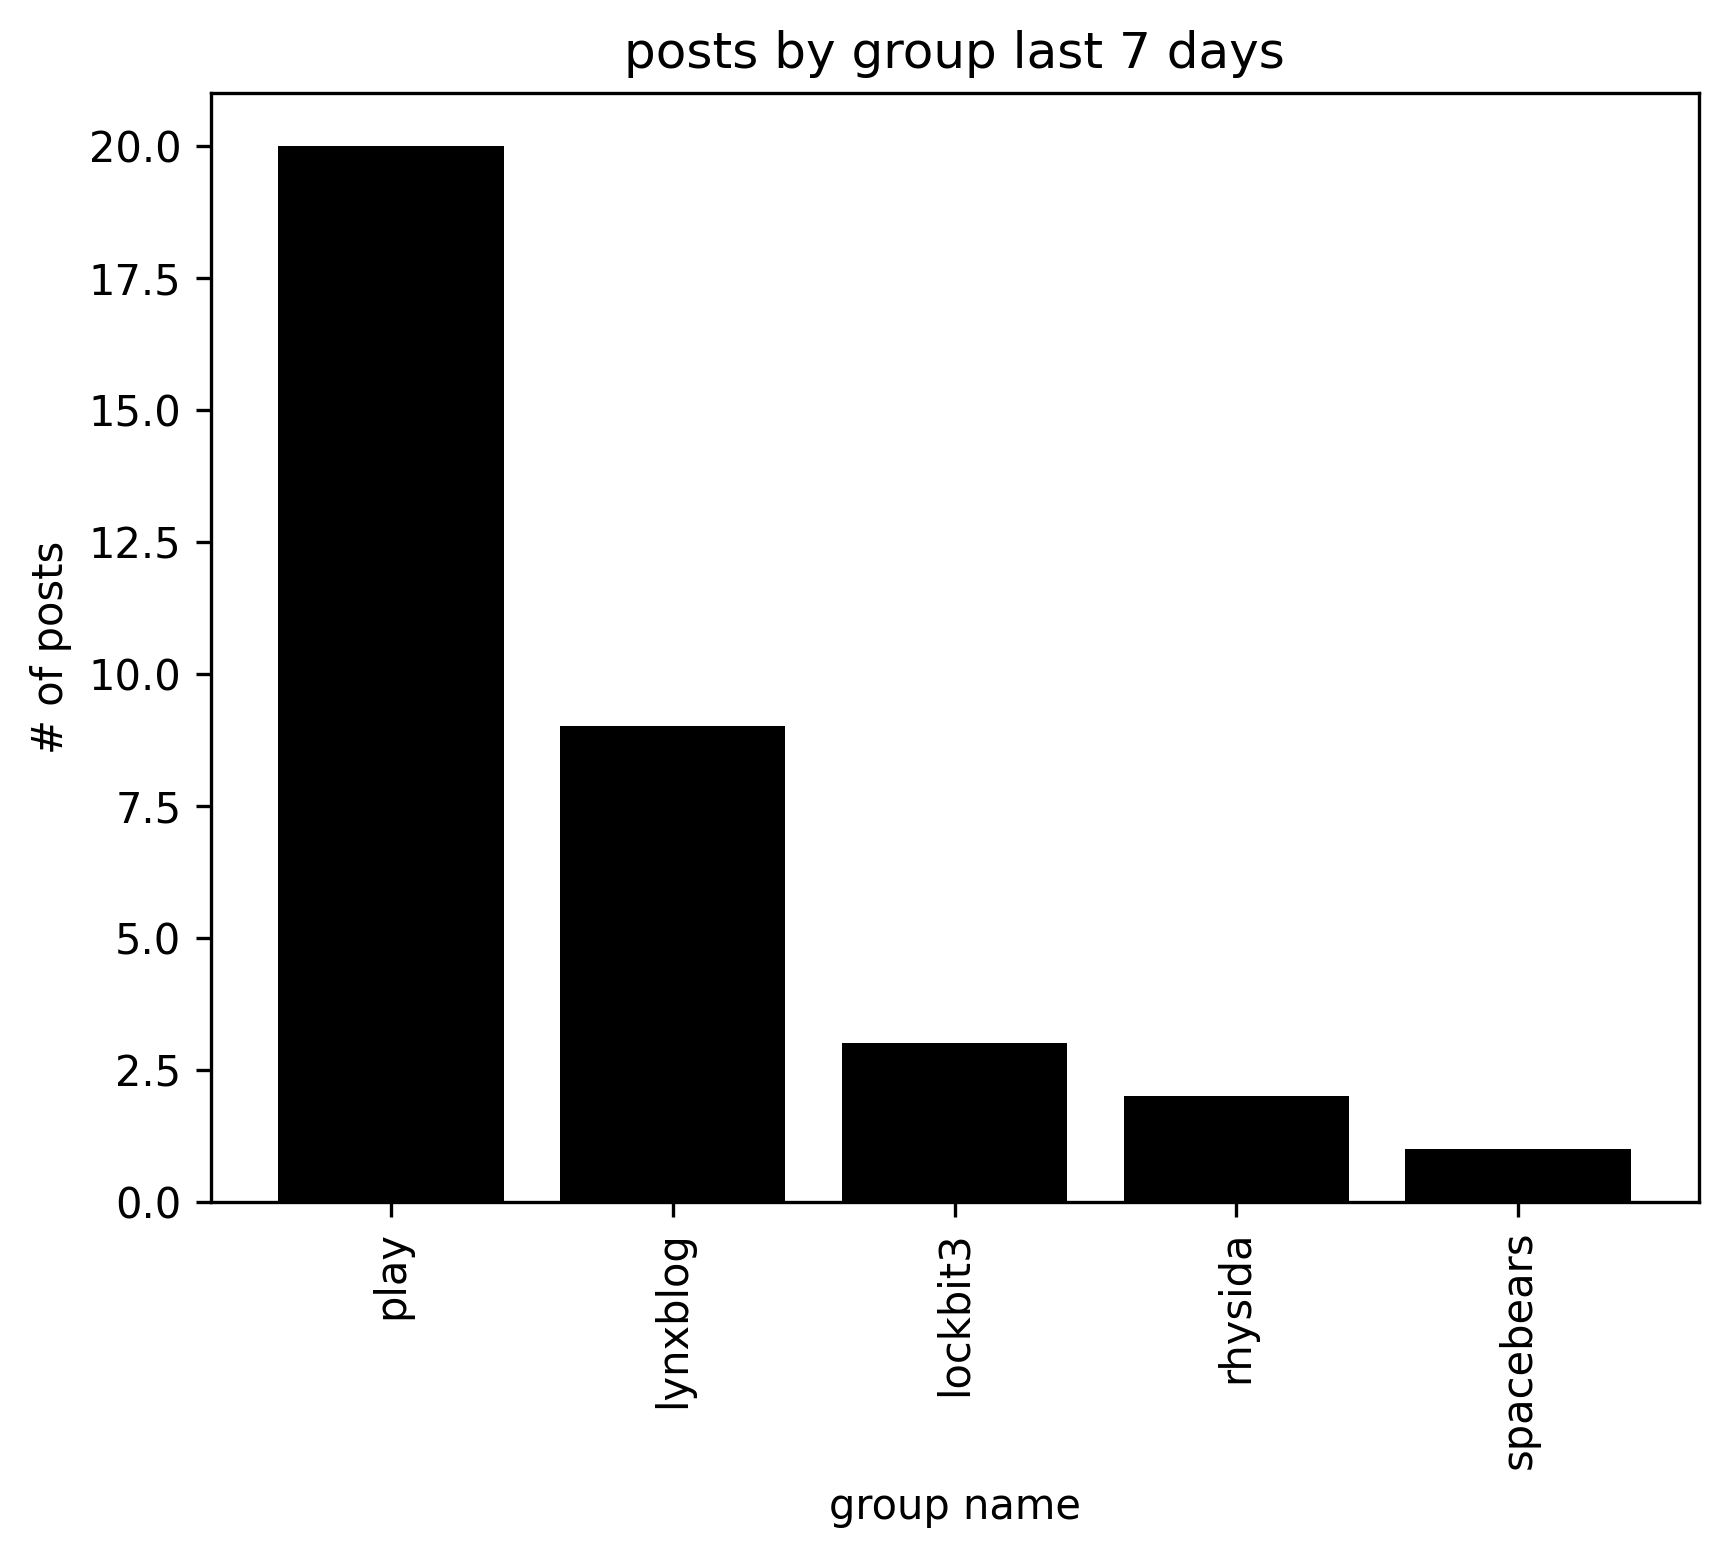 posts by group last 7 days
20.0
17.5
15.0
12.5
10.0
7.5
5.0
2.5
0.0
# of posts
play
lynxblog
lockbit3
rhysida
spacebears
group name